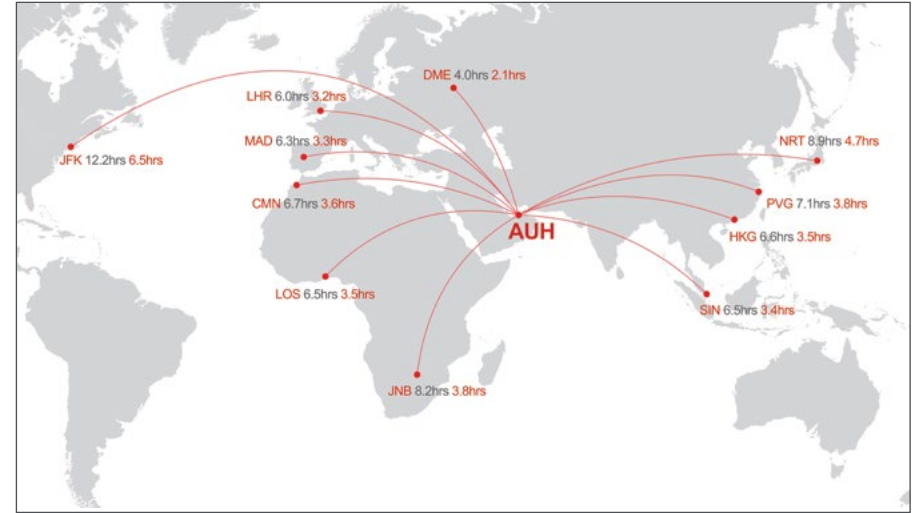 DME 4.0hrs 2.1hrs
LHR 6.0hrs 3.2hrs
MAD 6.3hrs 3.3hrs
NRT 8.9hrs 4.7hrs
JFK 12.2hrs 6.5hrs
CMN 6.7hrs 3.6hrs
PVG 7.1hrs 3.8hrs
AUH
HKG 6.6hrs 3.5hrs
LOS 6.5hrs 3.5hrs
SIN 6.5hrs 3.4hrs
JNB 8.2hrs 3.8hrs